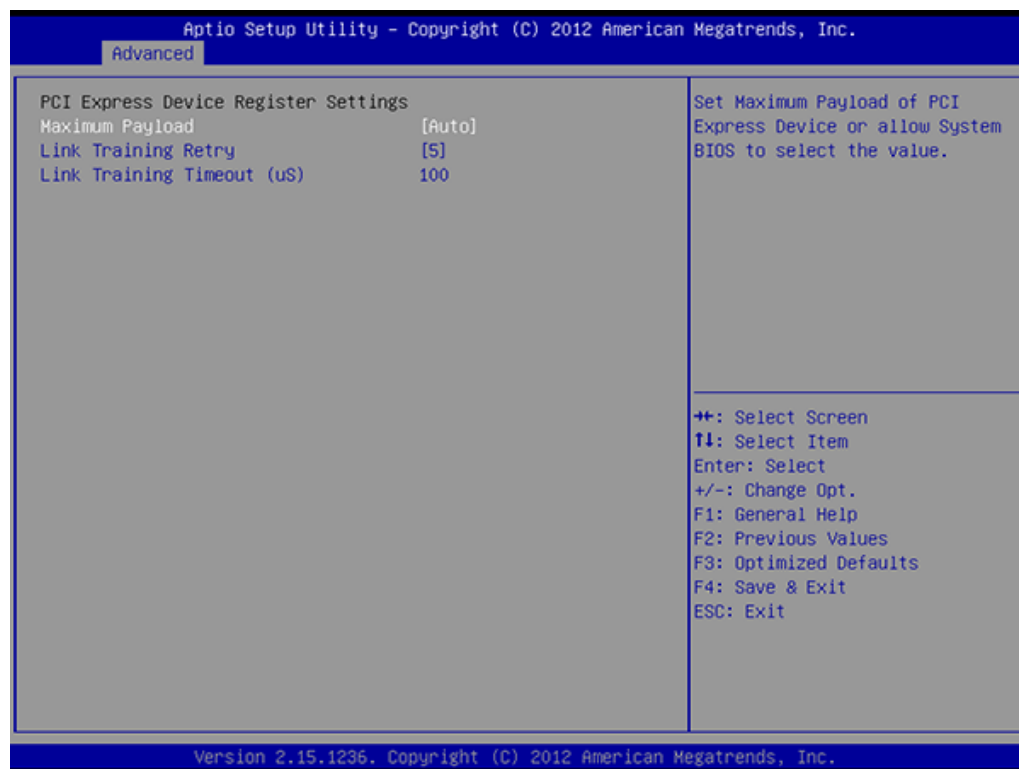 Aptio Setup Utility – Copyright (C) 2012 American Megatrends, Inc.
Advanced
PCI Express Device Register Settings
Maximum Payload [Auto]
Link Training Retry [5]
Link Training Timeout (uS) 100
Set Maximum Payload of PCI
Express Device or allow System
BIOS to select the value.
→←: Select Screen
↑↓: Select Item
Enter: Select
+/-: Change Opt.
F1: General Help
F2: Previous Values
F3: Optimized Defaults
F4: Save & Exit
ESC: Exit
Version 2.15.1236. Copyright (C) 2012 American Megatrends, Inc.